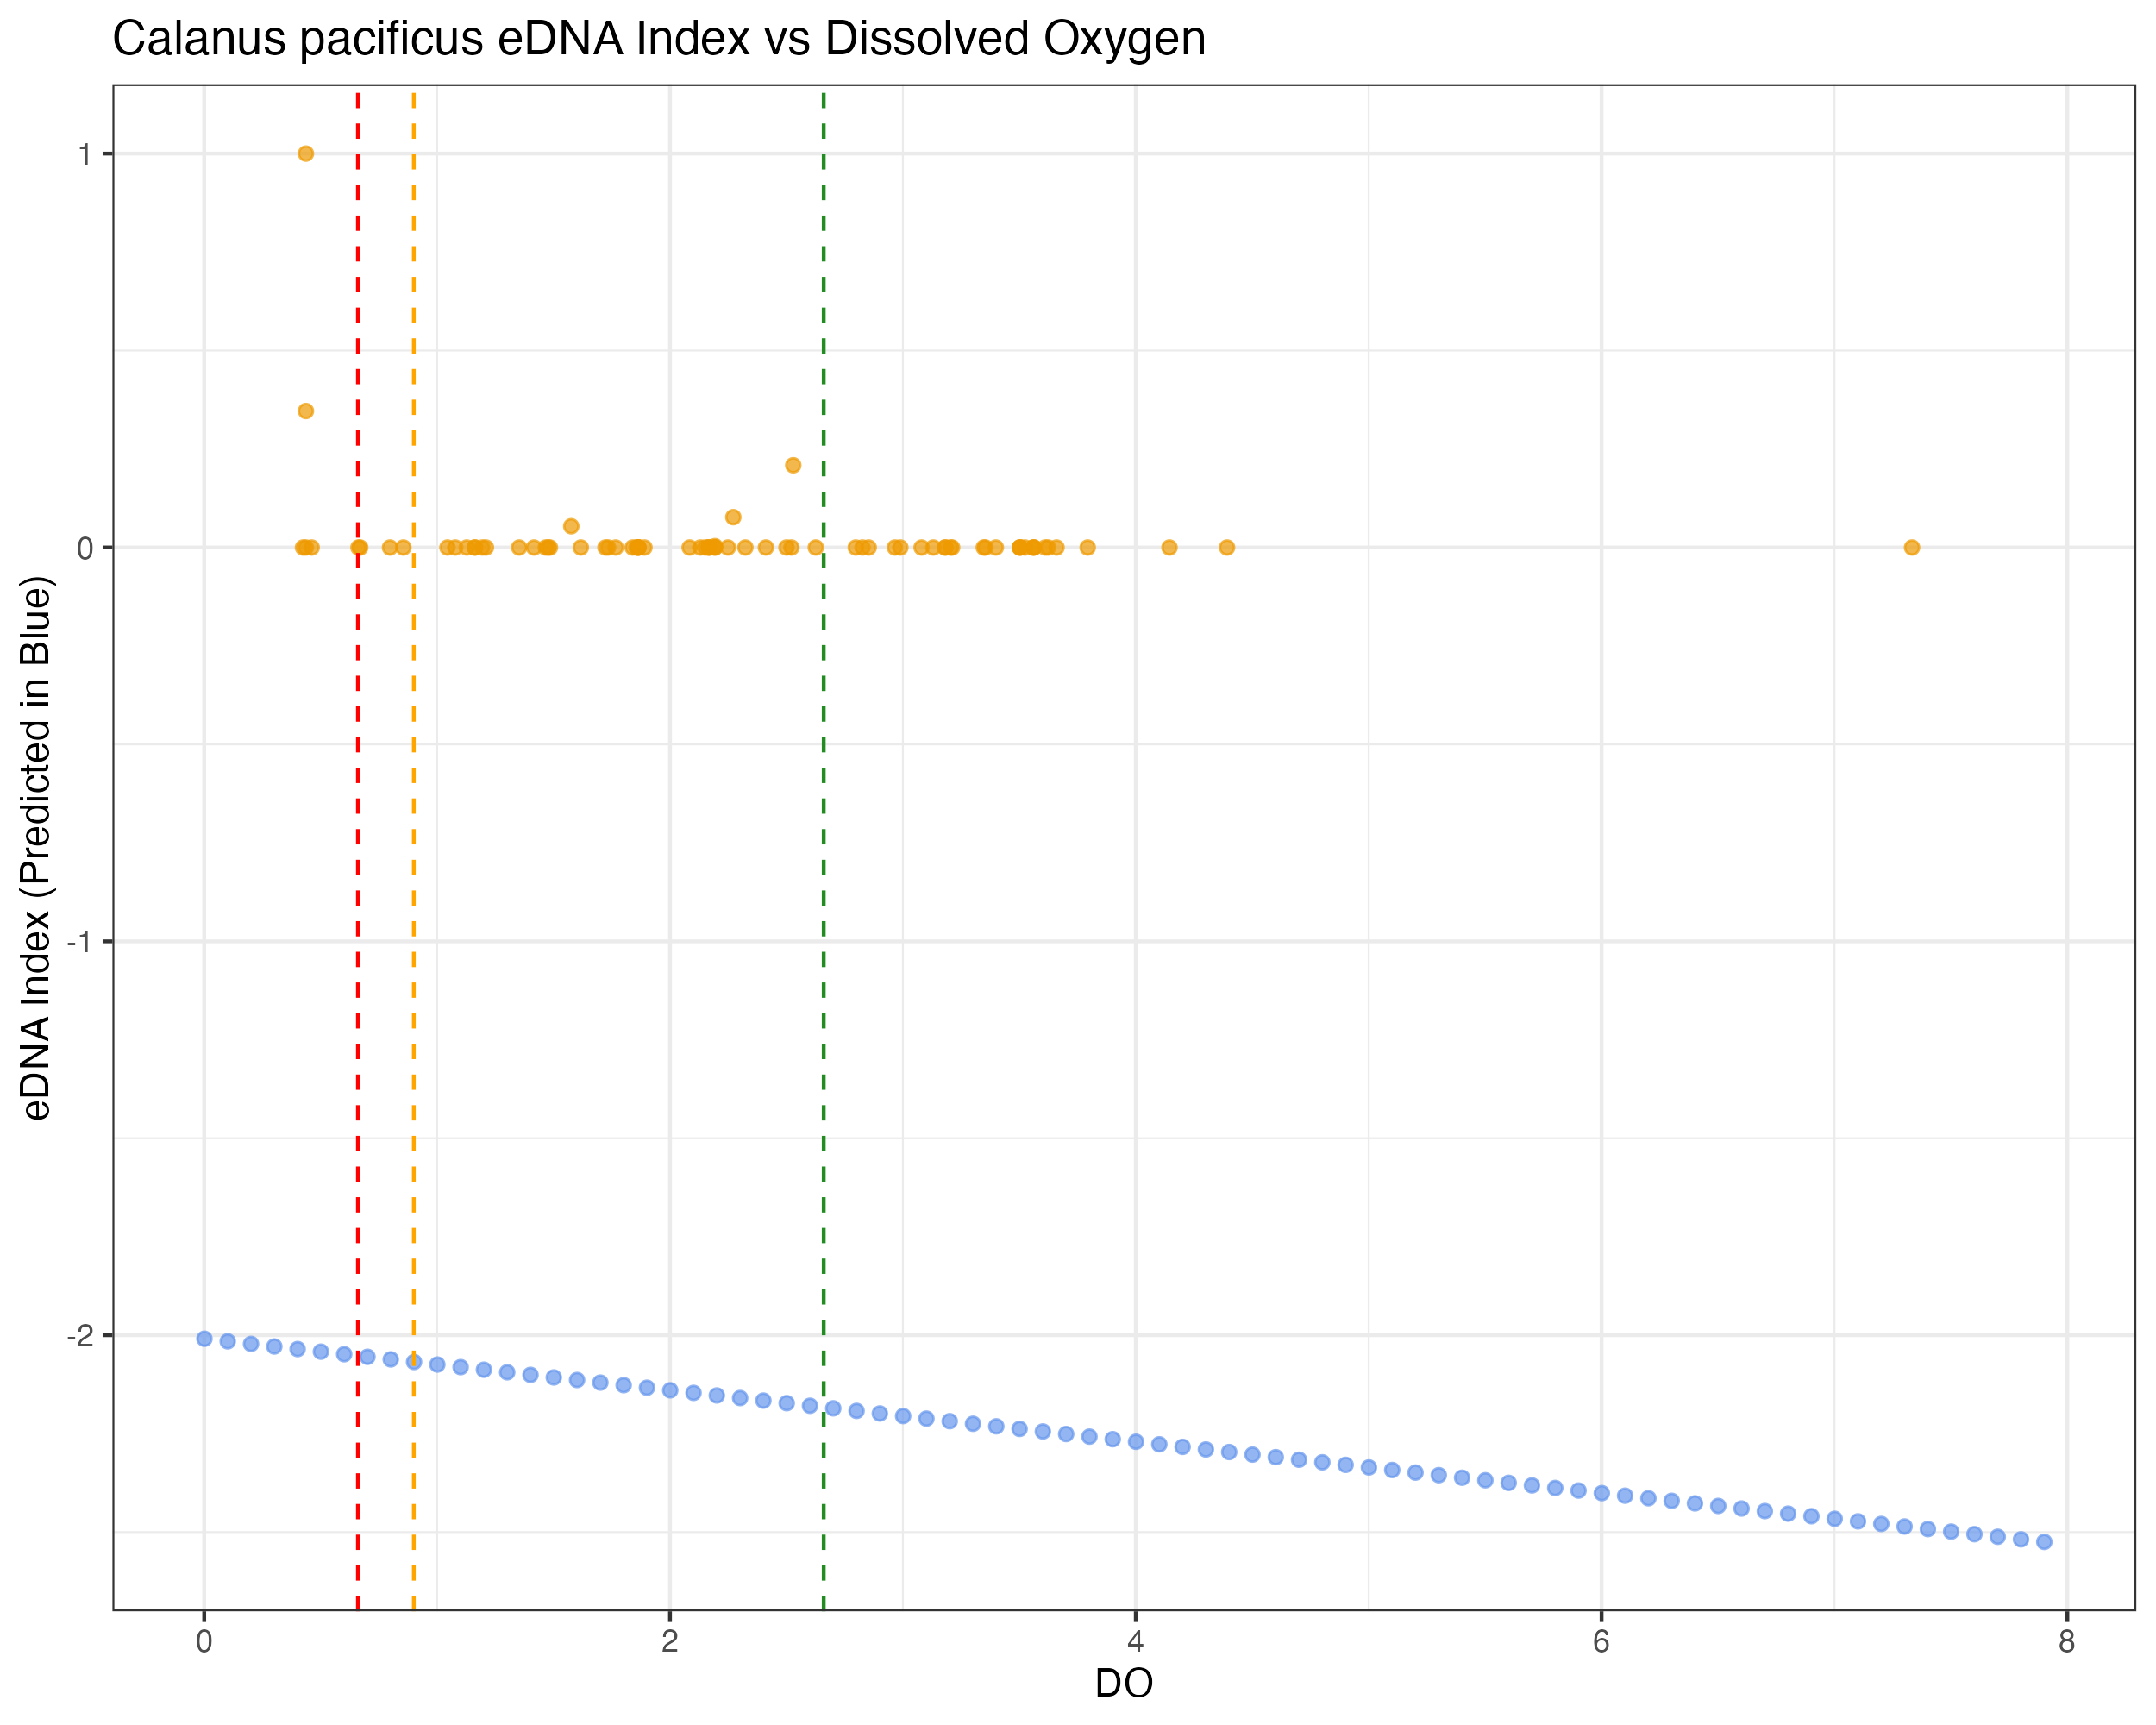 Calanus pacificus eDNA Index vs Dissolved Oxygen
eDNA Index (Predicted in Blue)
1
0
-1
-2
0 2 4 6 8
DO